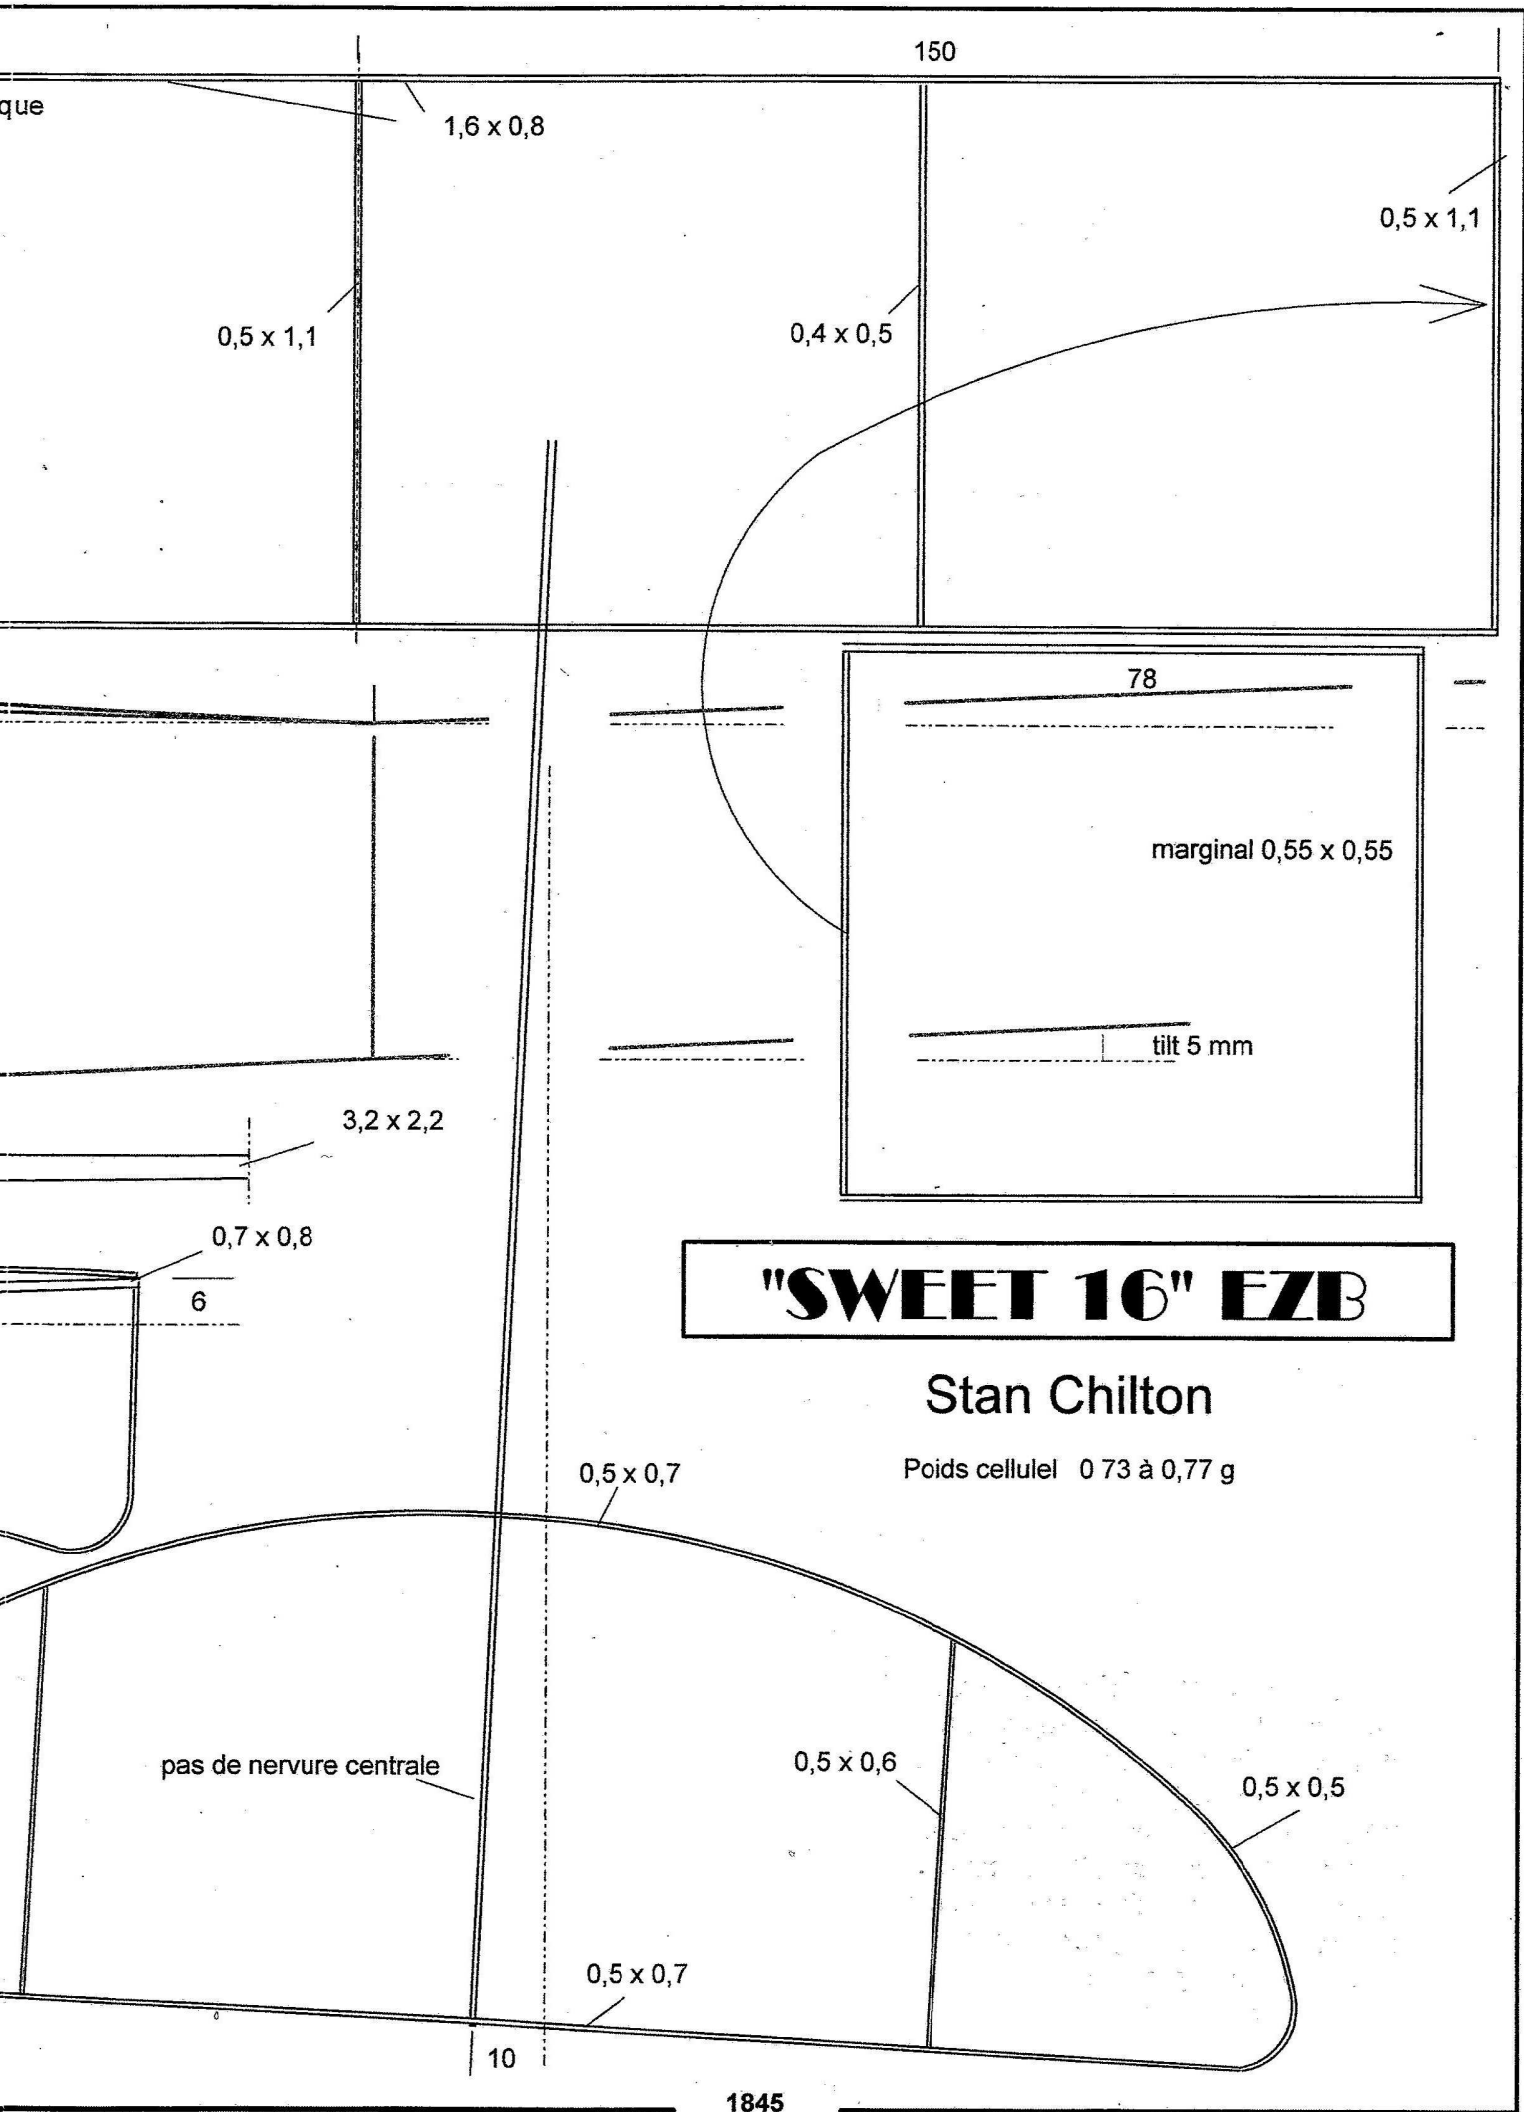 150
que
1,6 x 0,8
0,5 x 1,1
0,5 x 1,1
0,4 x 0,5
78
marginal 0,55 x 0,55
tilt 5 mm
3,2 x 2,2
0,7 x 0,8
6
"SWEET 16" EZB
Stan Chilton
Poids cellulel 0 73 à 0,77 g
0,5 x 0,7
pas de nervure centrale
0,5 x 0,6
0,5 x 0,5
0,5 x 0,7
10
1845